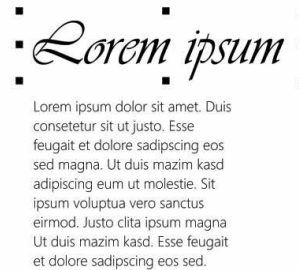 Lorem ipsum
Lorem ipsum dolor sit amet. Duis
consetetur sit ut justo. Esse
feugait et dolore sadipscing eos
sed magna. Ut duis mazim kasd
adipiscing eum ut molestie. Sit
ipsum voluptua vero sanctus
eirmod. Justo clita ipsum magna
Ut duis mazim kasd. Esse feugait
et dolore sadipscing eos sed.